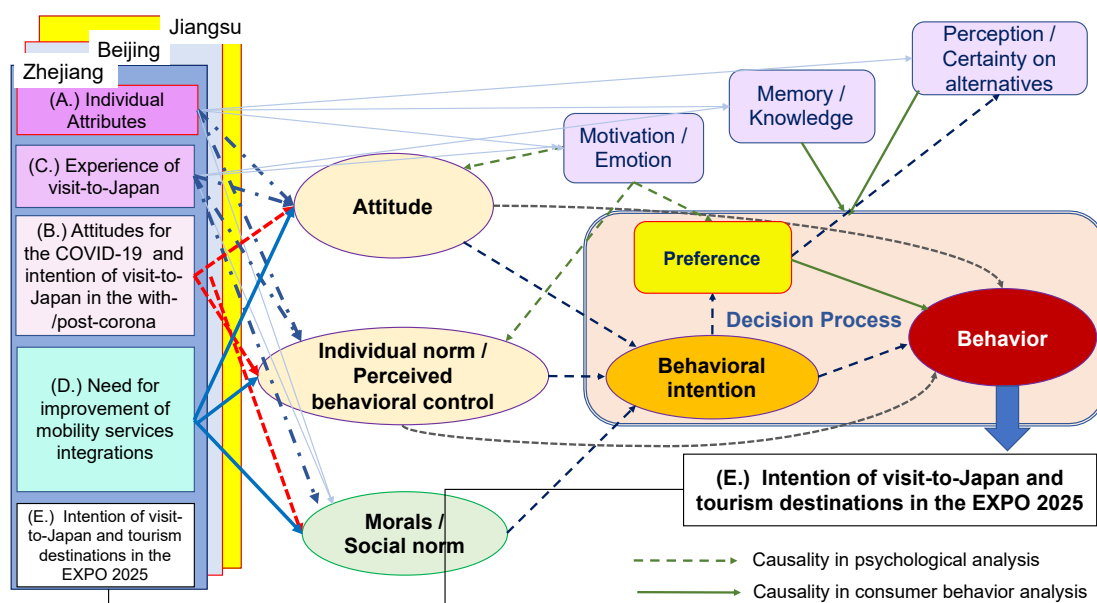 Jiangsu
Beijing
Zhejiang
(A.) Individual
Attributes
(C.) Experience of
visit-to-Japan
(B.) Attitudes for
the COVID-19 and
intention of visit-to-
Japan in the with-
/post-corona
(D.) Need for
improvement of
mobility services
integrations
(E.) Intention of visit-
to-Japan and tourism
destinations in the
EXPO 2025
Attitude
Individual norm /
Perceived
behavioral control
Morals /
Social norm
Motivation /
Emotion
Memory /
Knowledge
Perception /
Certainty on
alternatives
Preference
Decision Process
Behavioral
intention
Behavior
(E.) Intention of visit-to-Japan and
tourism destinations in the EXPO 2025
Causality in psychological analysis
Causality in consumer behavior analysis